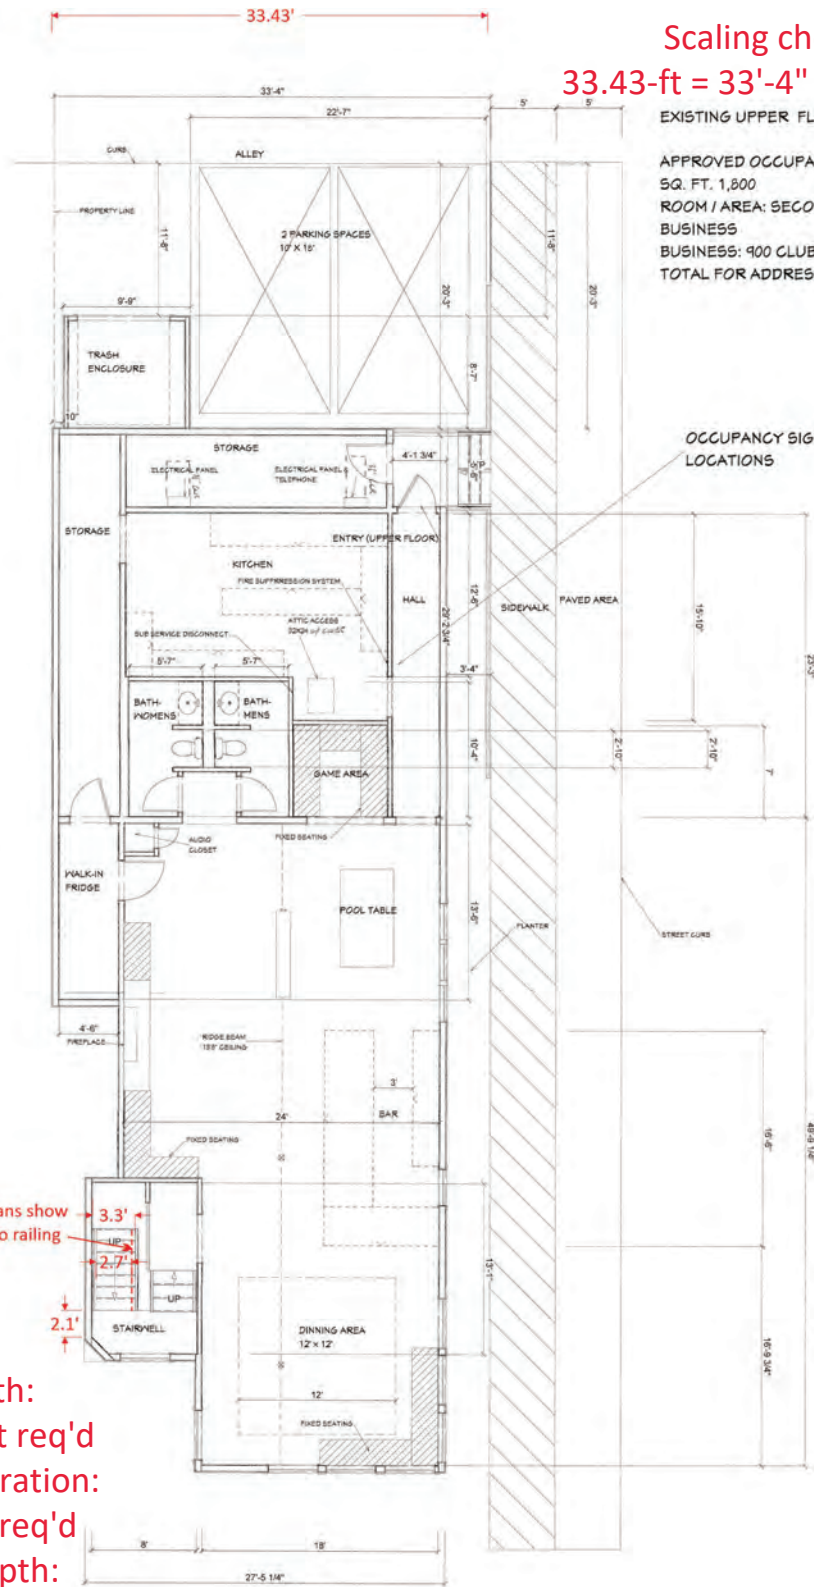 33.43'
Scaling ch
33.43-ft = 33'-4"
33'-4"
5'
5'
22'-7"
EXISTING UPPER FL
CURB
ALLEY
APPROVED OCCUPA
SQ. FT. 1,800
ROOM / AREA: SECO
BUSINESS
BUSINESS: 900 CLUB
TOTAL FOR ADDRES
PROPERTY LINE
11'-8"
2 PARKING SPACES
10' X 18'
11'-8"
20'-3"
20'-3"
9'-9"
8'-7"
TRASH
ENCLOSURE
10"
STORAGE
4'-1 3/4"
OCCUPANCY SIG
LOCATIONS
ELECTRICAL PANEL
ELECTRICAL PANEL
TELEPHONE
STORAGE
ENTRY (UPPER FLOOR)
KITCHEN
FIRE SUPPRRESSION SYSTEM
HALL
12'-6"
29'-2 3/4"
SIDEWALK
PAVED AREA
15'-10"
23'-3"
ATTIC ACCESS
SUB SERVICE DISCONNECT
5'-7"
5'-7"
3'-4"
BATH-
WOMENS
BATH-
MENS
10'-4"
2'-10"
2'-10"
7'
GAME AREA
AUDIO
CLOSET
FIXED SEATING
WALK-IN
FRIDGE
POOL TABLE
13'-6"
PLANTER
STREET CURB
4'-6"
FIREPLACE
RIDGE BEAM
3'
BAR
24'
16'-6"
49'-9 1/4"
FIXED SEATING
ans show
o railing
3.3'
UP
2.7'
UP
13'-1"
2.1'
STAIRWELL
DINNING AREA
12' x 12'
16'-9 3/4"
12'
FIXED SEATING
th:
t req'd
ration:
req'd
pth:
8'
18'
27'-5 1/4"